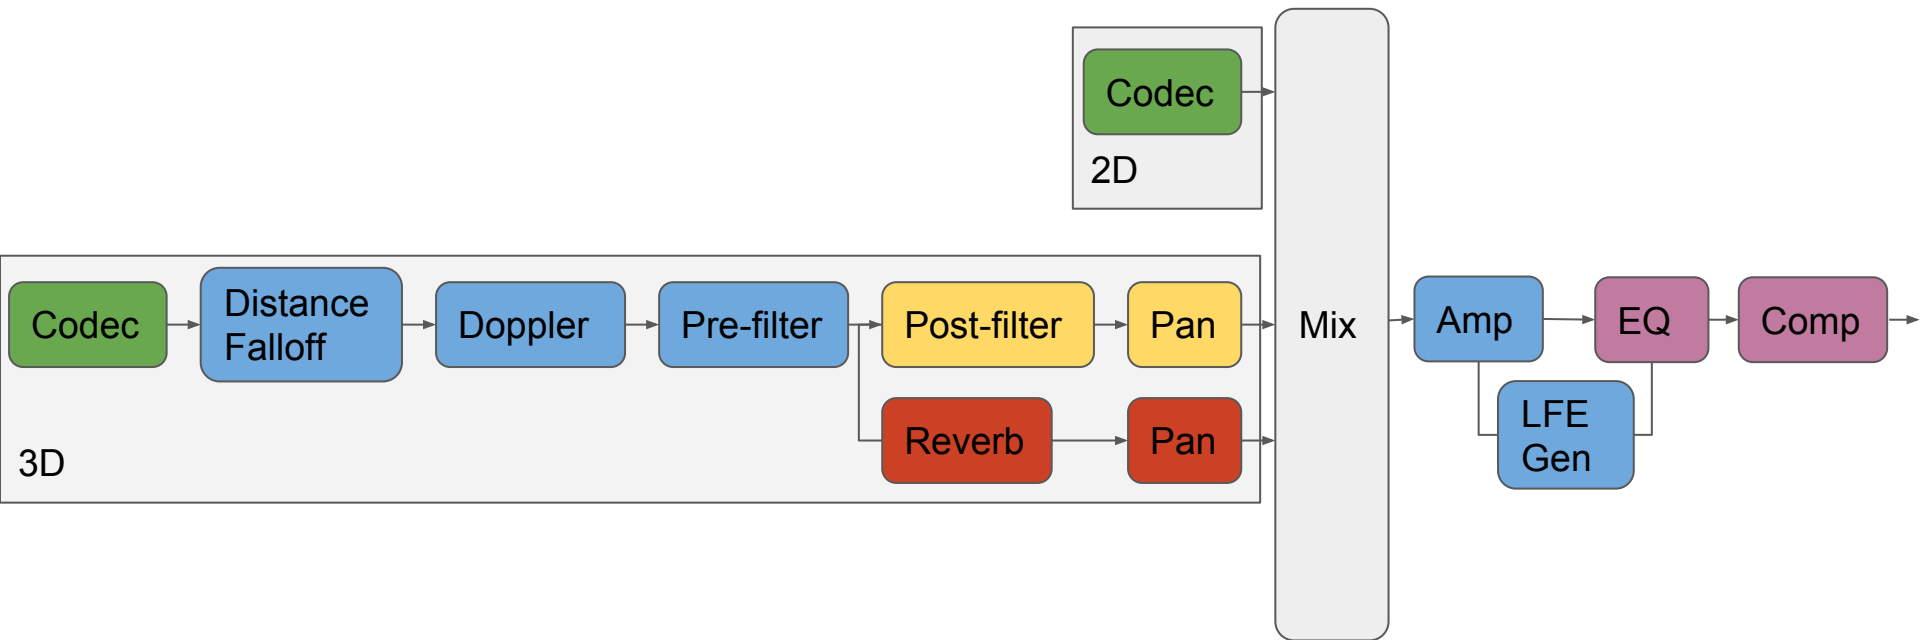 Codec
2D
Codec
Distance
Falloff
Doppler
Pre-filter
Post-filter
Pan
Reverb
Pan
3D
Mix
Amp
EQ
Comp
LFE
Gen